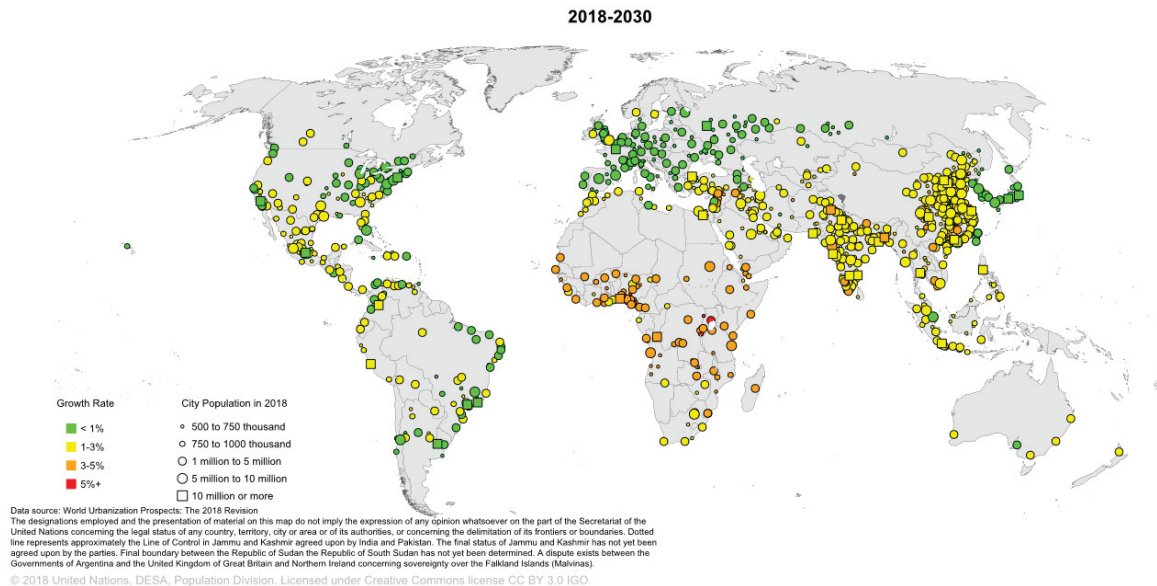 2018-2030
Growth Rate
< 1%
1-3%
3-5%
5%+
City Population in 2018
500 to 750 thousand
750 to 1000 thousand
1 million to 5 million
5 million to 10 million
10 million or more
Data source: World Urbanization Prospects: The 2018 Revision
The designations employed and the presentation of material on this map do not imply the expression of any opinion whatsoever on the part of the Secretariat of the
United Nations concerning the legal status of any country, territory, city or area or of its authorities, or concerning the delimitation of its frontiers or boundaries. Dotted
line represents approximately the Line of Control in Jammu and Kashmir agreed upon by India and Pakistan. The final status of Jammu and Kashmir has not yet been
agreed upon by the parties. Final boundary between the Republic of Sudan the Republic of South Sudan has not yet been determined. A dispute exists between the
Governments of Argentina and the United Kingdom of Great Britain and Northern Ireland concerning sovereignty over the Falkland Islands (Malvinas).
© 2018 United Nations, DESA, Population Division. Licensed under Creative Commons license CC BY 3.0 IGO.